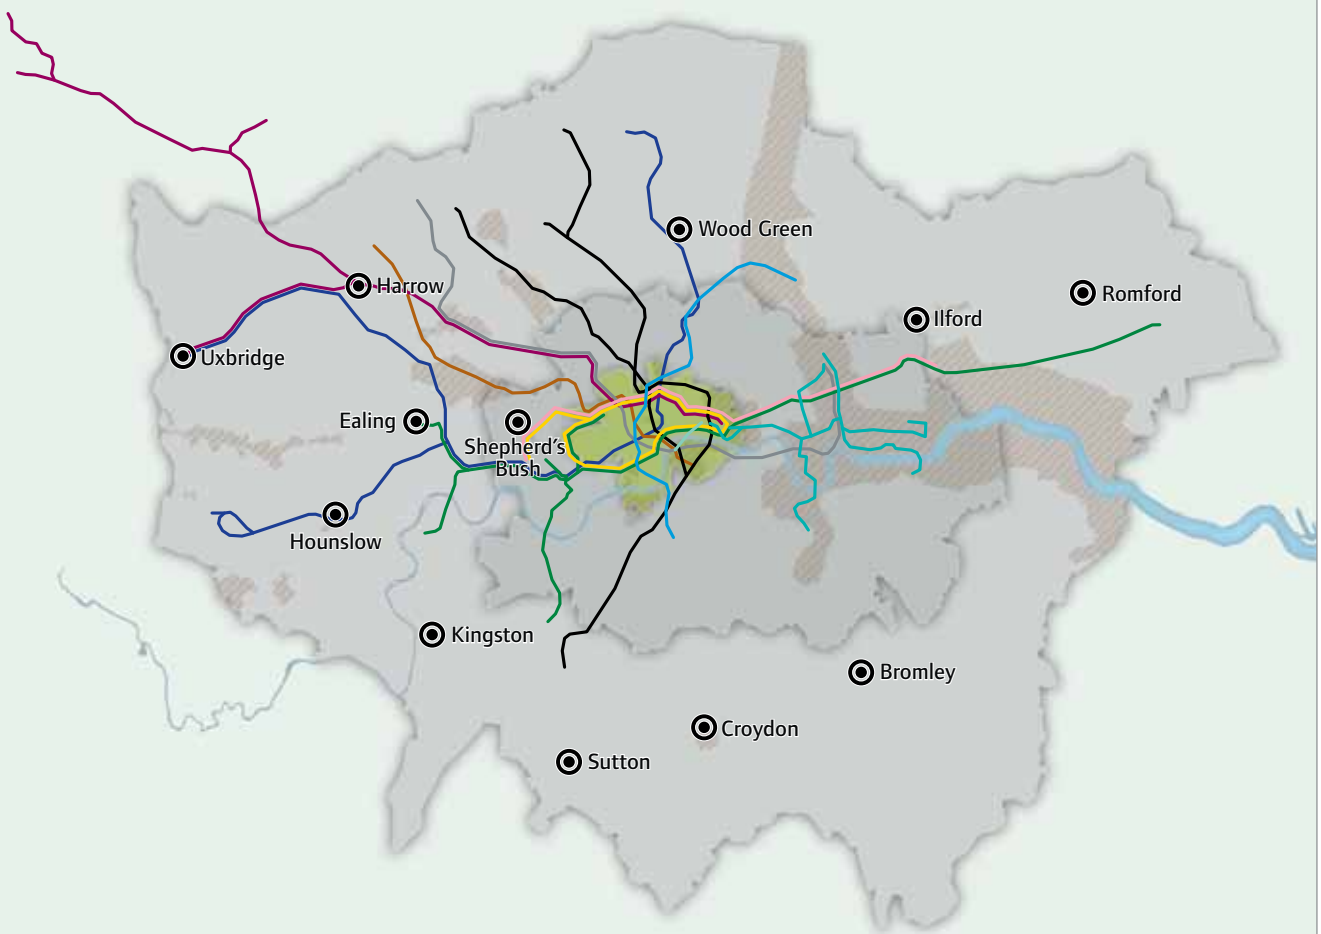 Wood Green
Harrow
Romford
Ilford
Uxbridge
Ealing
Shepherd's
Bush
Hounslow
Kingston
Bromley
Croydon
Sutton